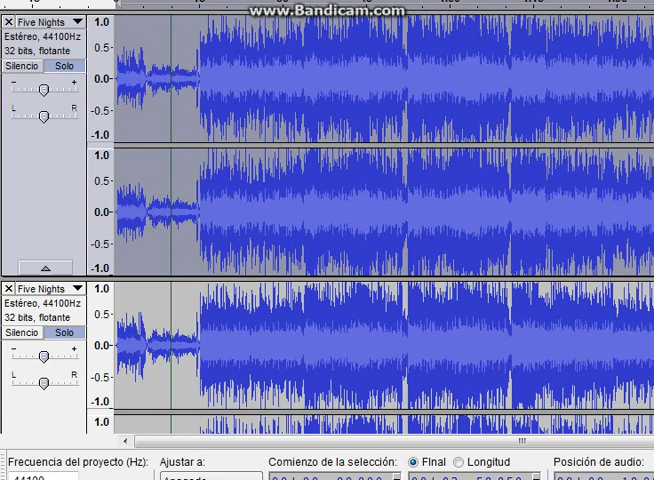 www.Bandicam.com
Five Nights
Estéreo, 44100Hz
32 bits, flotante
Silencio Solo
- +
L R
1.0
0.5
0.0
-0.5
-1.0
1.0
0.5
0.0
-0.5
-1.0
Five Nights
Estéreo, 44100Hz
32 bits, flotante
Silencio Solo
- +
L R
1.0
0.5
0.0
-0.5
-1.0
1.0
Frecuencia del proyecto (Hz): Ajustar a: Comienzo de la selección: FInal Longitud Posición de audio:
44100